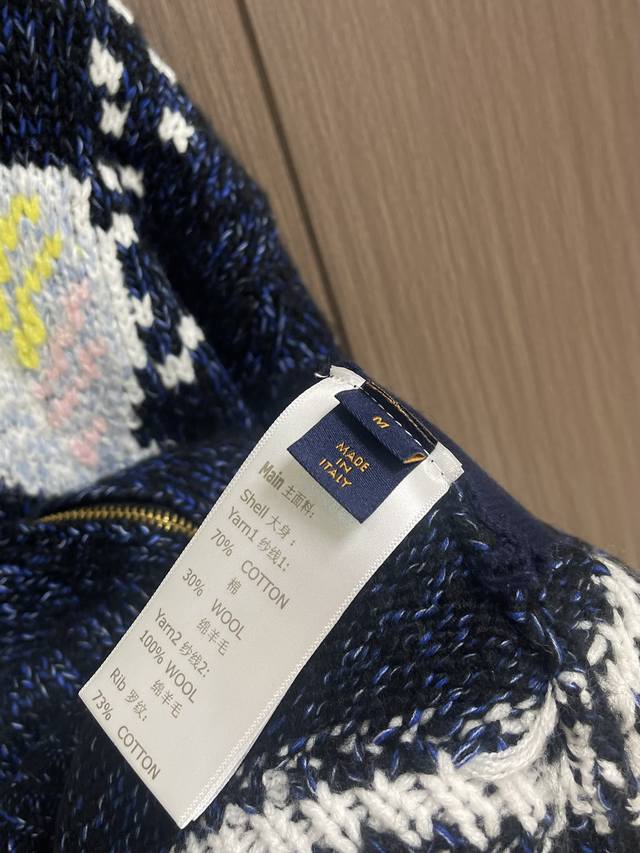 M
MADE
IN
ITALY
Main 主面料:
Shell 大身:
Yarn1 纱线1:
70% COTTON
棉
30% WOOL
绵羊毛
Yarn2 纱线2:
100% WOOL
绵羊毛
Rib 罗纹:
73% COTTON